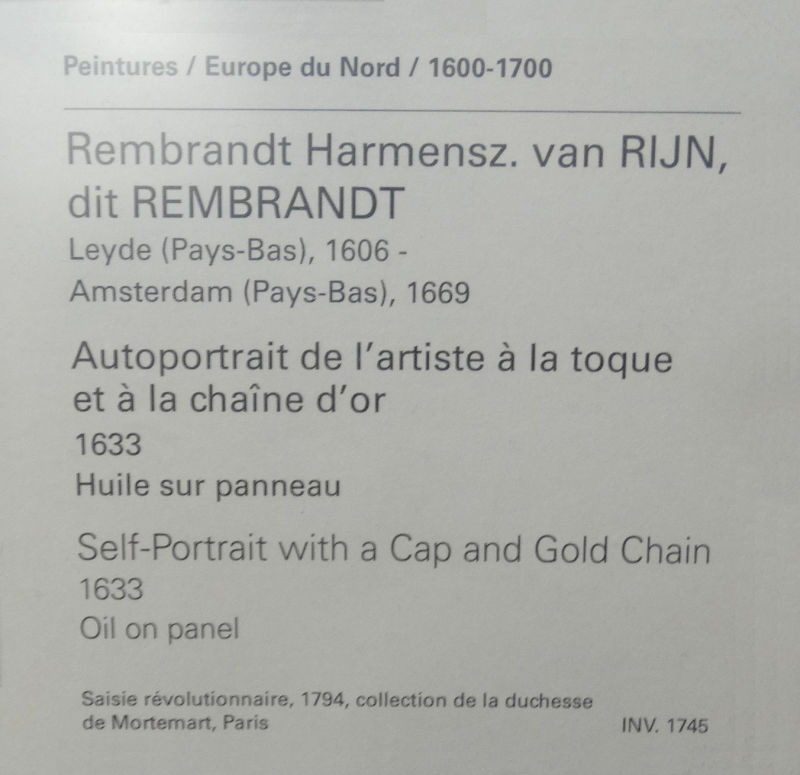 Peintures / Europe du Nord / 1600-1700
Rembrandt Harmensz. van RIJN,
dit REMBRANDT
Leyde (Pays-Bas), 1606 -
Amsterdam (Pays-Bas), 1669
Autoportrait de l'artiste à la toque
et à la chaîne d'or
1633
Huile sur panneau
Self-Portrait with a Cap and Gold Chain
1633
Oil on panel
Saisie révolutionnaire, 1794, collection de la duchesse
de Mortemart, Paris INV. 1745